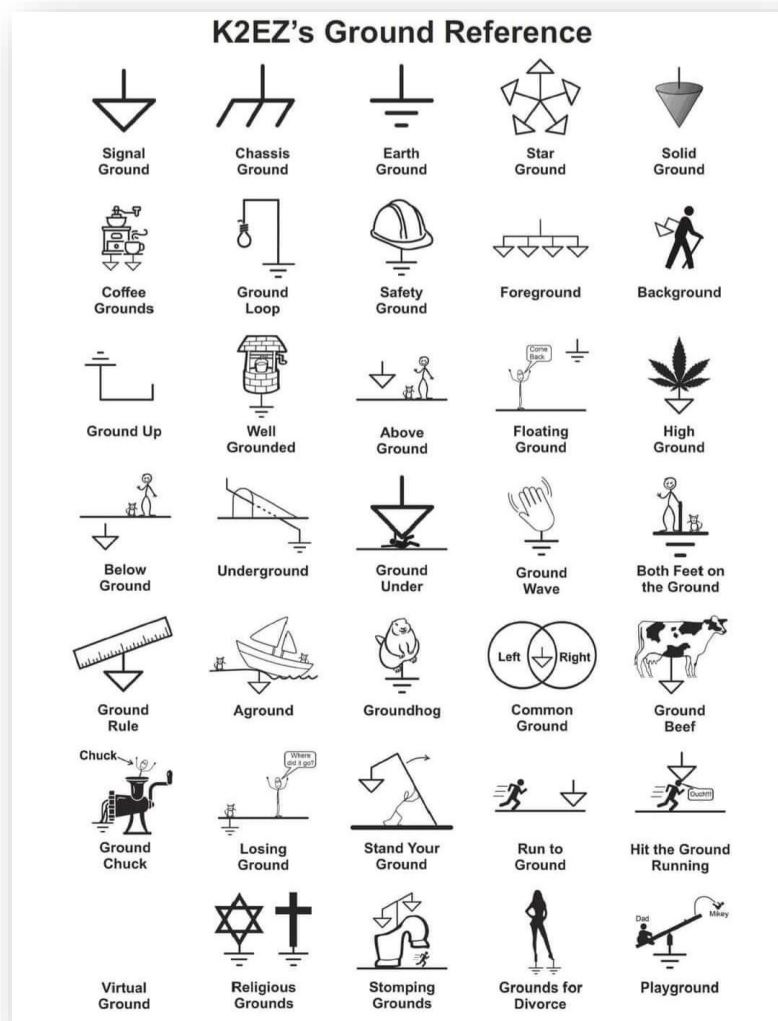 K2EZ's Ground Reference
Signal
Ground
Chassis
Ground
Earth
Ground
Star
Ground
Solid
Ground
Coffee
Grounds
Ground
Loop
Safety
Ground
Foreground
Background
Come
Back
Ground Up
Well
Grounded
Above
Ground
Floating
Ground
High
Ground
Below
Ground
Underground
Ground
Under
Ground
Wave
Both Feet on
the Ground
Left
Right
Ground
Rule
Aground
Groundhog
Common
Ground
Ground
Beef
Chuck
Where
did it go?
Ouch!!!
Ground
Chuck
Losing
Ground
Stand Your
Ground
Run to
Ground
Hit the Ground
Running
Dad
Mikey
Virtual
Ground
Religious
Grounds
Stomping
Grounds
Grounds for
Divorce
Playground